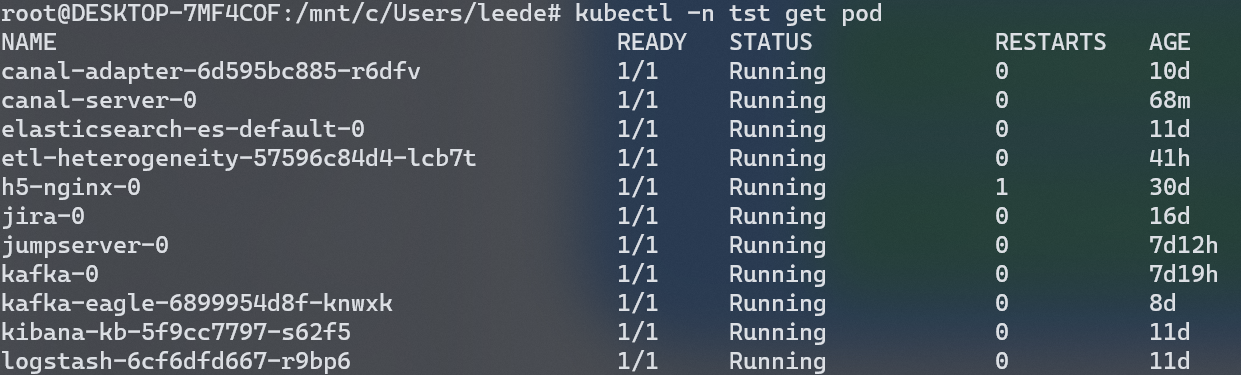 root@DESKTOP-7MF4COF:/mnt/c/Users/leede# kubectl -n tst get pod
NAME READY STATUS RESTARTS AGE
canal-adapter-6d595bc885-r6dfv 1/1 Running 0 10d
canal-server-0 1/1 Running 0 68m
elasticsearch-es-default-0 1/1 Running 0 11d
etl-heterogeneity-57596c84d4-lcb7t 1/1 Running 0 41h
h5-nginx-0 1/1 Running 1 30d
jira-0 1/1 Running 0 16d
jumpserver-0 1/1 Running 0 7d12h
kafka-0 1/1 Running 0 7d19h
kafka-eagle-6899954d8f-knwxk 1/1 Running 0 8d
kibana-kb-5f9cc7797-s62f5 1/1 Running 0 11d
logstash-6cf6dfd667-r9bp6 1/1 Running 0 11d